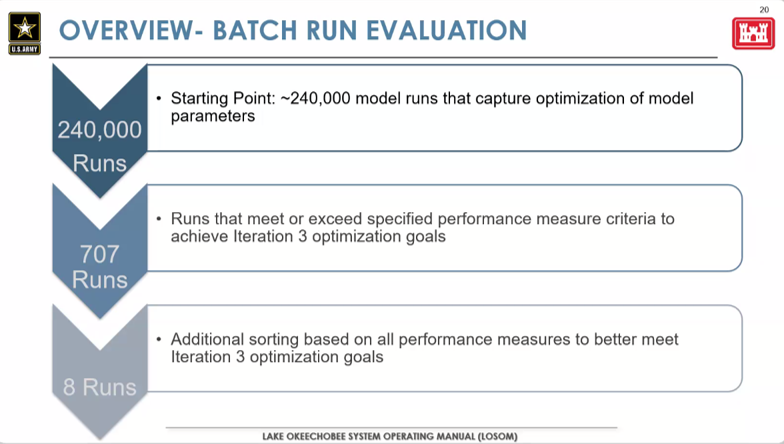 20
U.S.ARMY
OVERVIEW- BATCH RUN EVALUATION
240,000
Runs
• Starting Point: ~240,000 model runs that capture optimization of model
parameters
707
Runs
• Runs that meet or exceed specified performance measure criteria to
achieve Iteration 3 optimization goals
8 Runs
• Additional sorting based on all performance measures to better meet
Iteration 3 optimization goals
LAKE OKEECHOBEE SYSTEM OPERATING MANUAL (LOSOM)